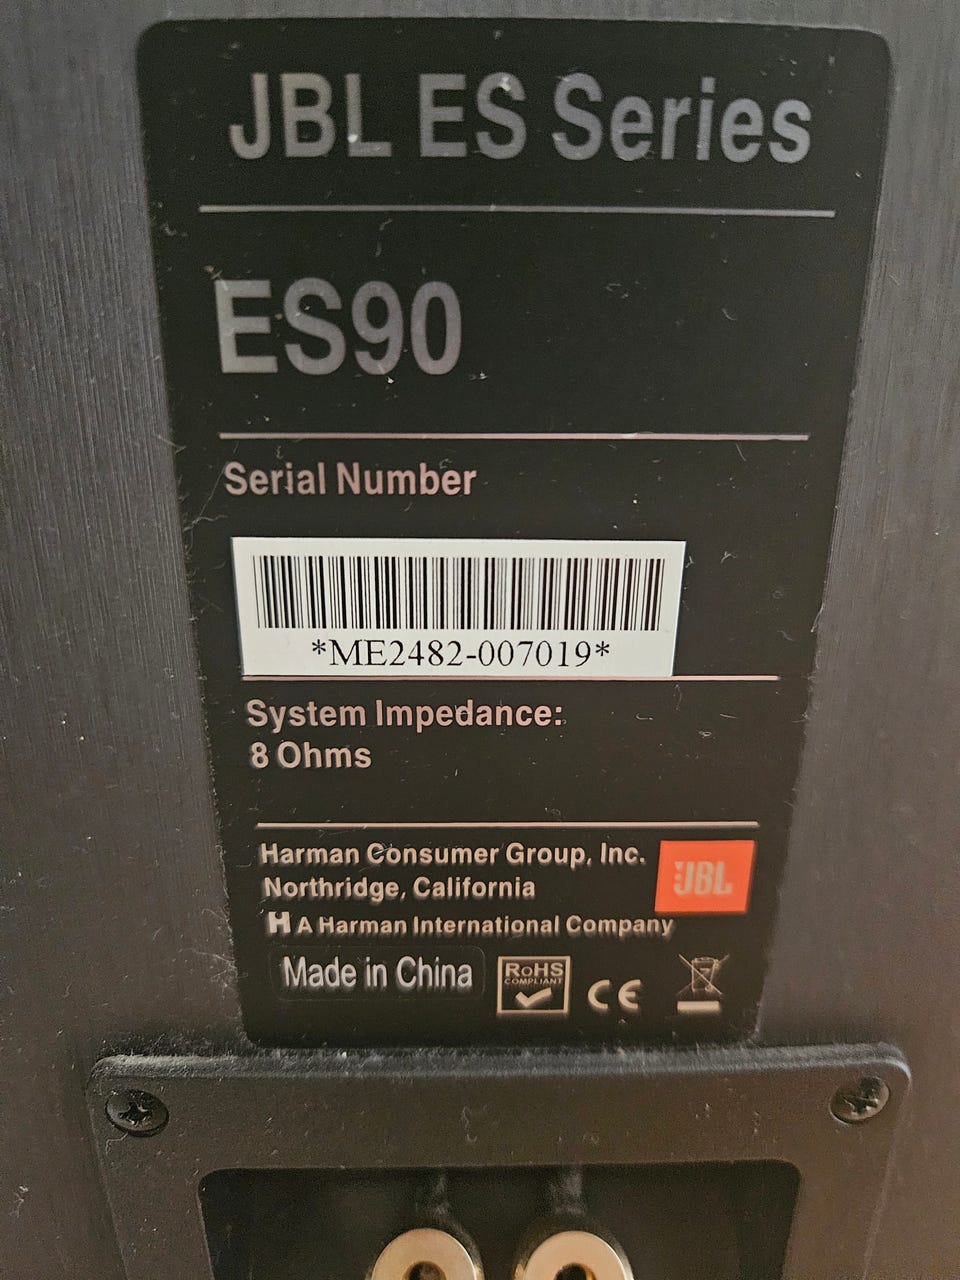 JBL ES Series
ES90
Serial Number
*ME2482-007019*
System Impedance:
8 Ohms
Harman Consumer Group, Inc.
Northridge, California
JBL
H A Harman International Company
Made in China
RoHS
COMPLIANT
CE